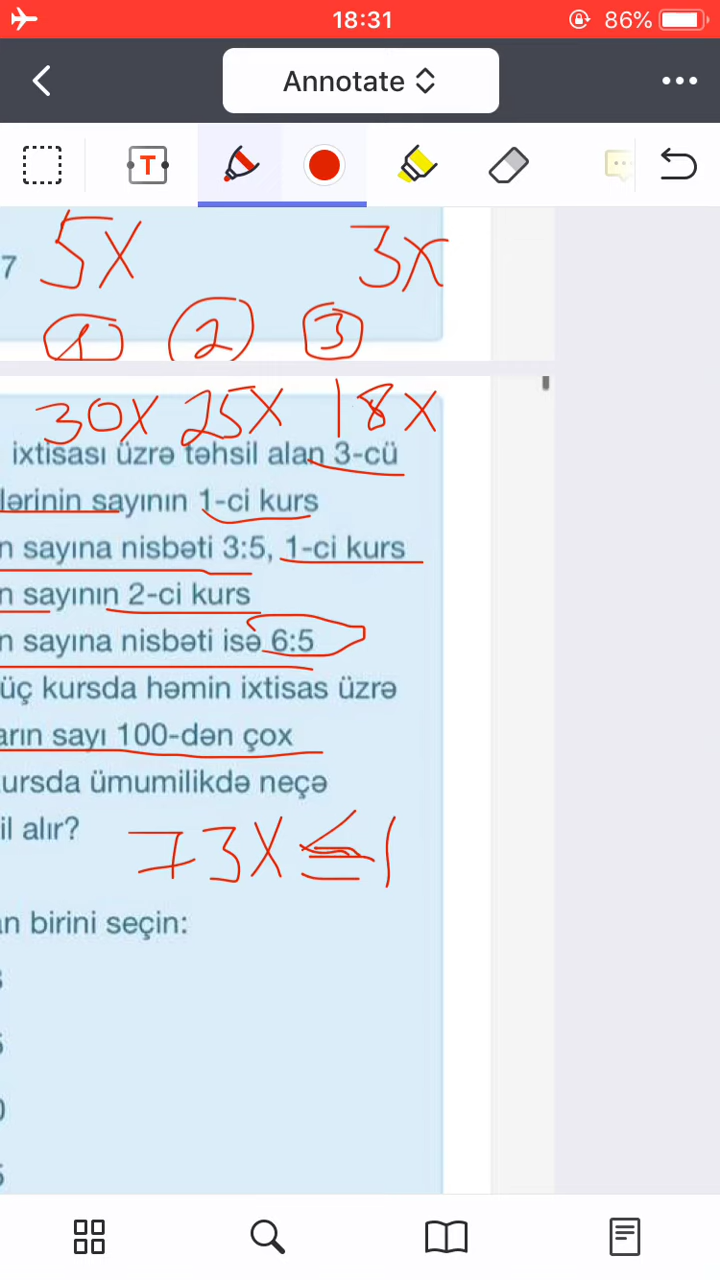 18:31 86%
Annotate
T
7 5X 3X
1 2 3
30X 25X 18X
ixtisası üzrə təhsil alan 3-cü
lərinin sayının 1-ci kurs
n sayına nisbəti 3:5, 1-ci kurs
n sayının 2-ci kurs
n sayına nisbəti isə 6:5
üç kursda həmin ixtisas üzrə
arın sayı 100-dən çox
kursda ümumilikdə neçə
il alır?
73X ≤ 1
an birini seçin: